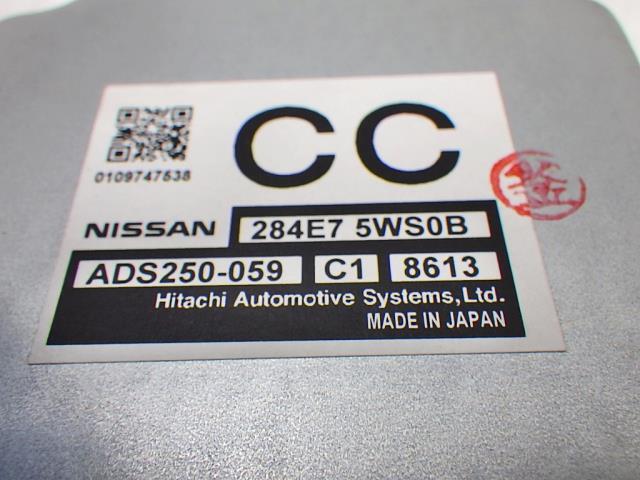 CC
0109747538
NISSAN 284E7 5WS0B
ADS250-059 C1 8613
Hitachi Automotive Systems,Ltd.
MADE IN JAPAN